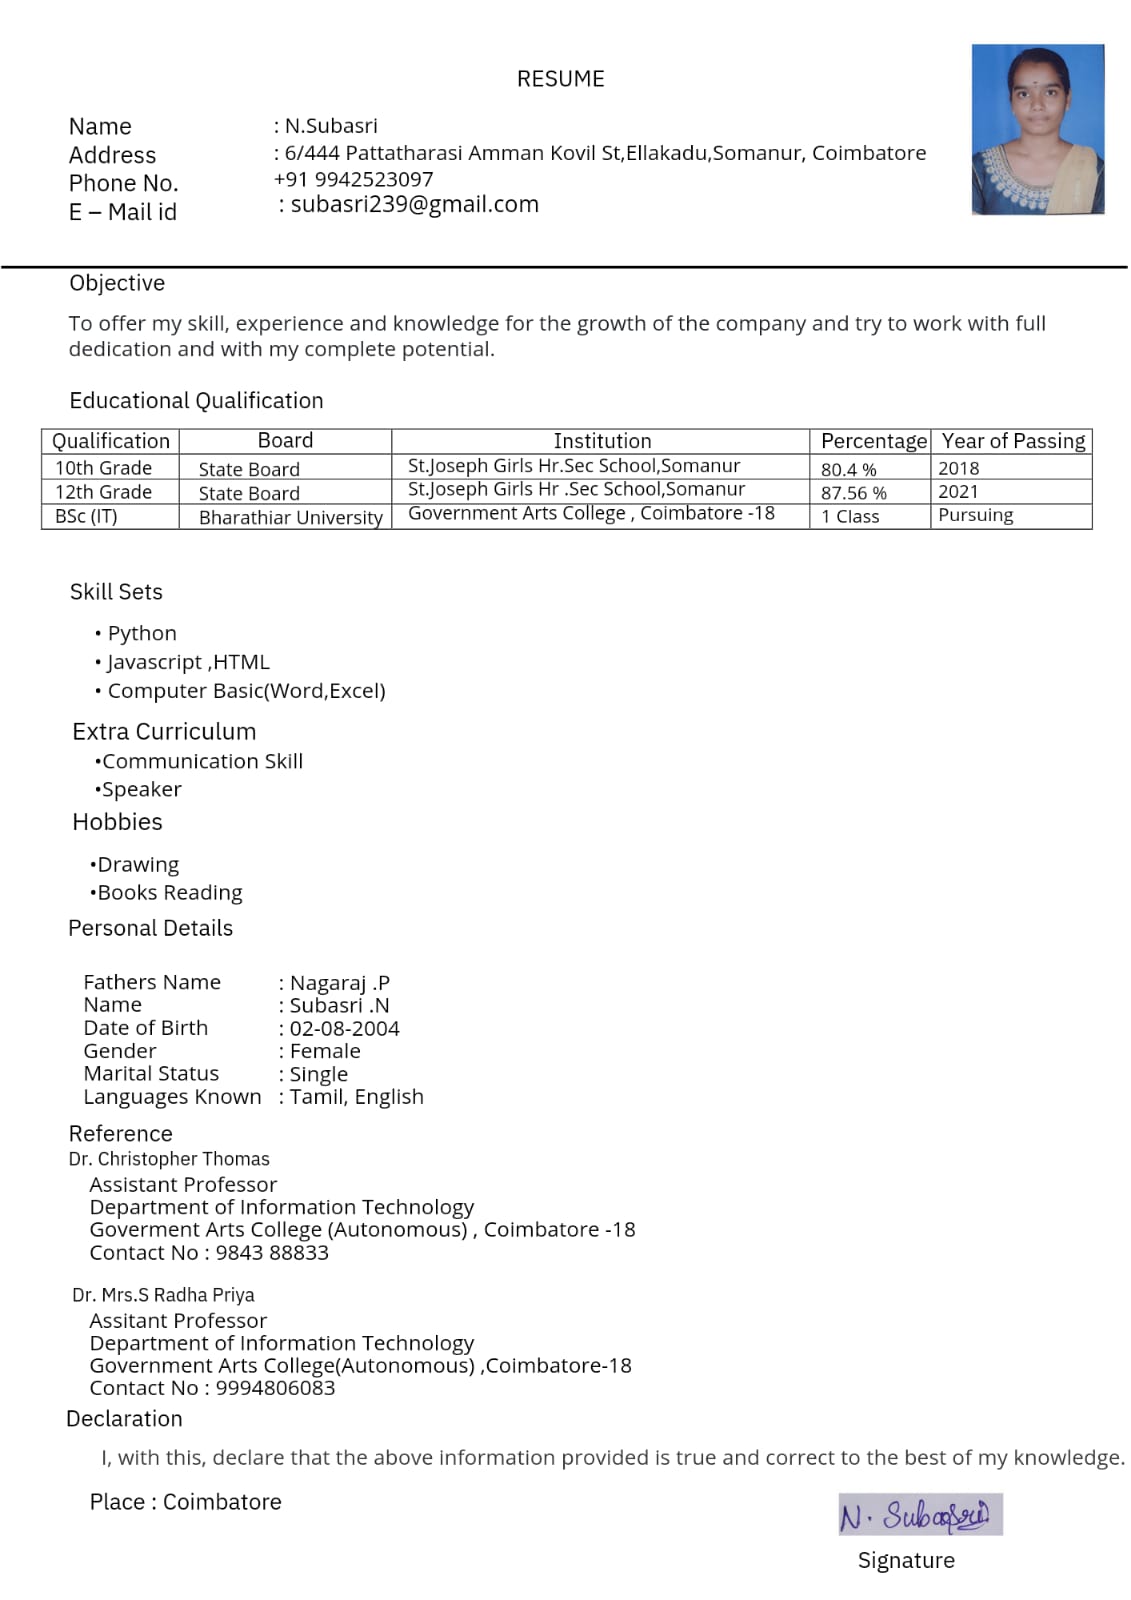 RESUME
Name : N.Subasri
Address : 6/444 Pattatharasi Amman Kovil St,Ellakadu,Somanur, Coimbatore
Phone No. +91 9942523097
E – Mail id : subasri239@gmail.com
Objective
To offer my skill, experience and knowledge for the growth of the company and try to work with full
dedication and with my complete potential.
Educational Qualification
Qualification Board Institution Percentage Year of Passing
10th Grade State Board St.Joseph Girls Hr.Sec School,Somanur 80.4 % 2018
12th Grade State Board St.Joseph Girls Hr .Sec School,Somanur 87.56 % 2021
BSc (IT) Bharathiar University Government Arts College , Coimbatore -18 1 Class Pursuing
Skill Sets
• Python
• Javascript ,HTML
• Computer Basic(Word,Excel)
Extra Curriculum
•Communication Skill
•Speaker
Hobbies
•Drawing
•Books Reading
Personal Details
Fathers Name : Nagaraj .P
Name : Subasri .N
Date of Birth : 02-08-2004
Gender : Female
Marital Status : Single
Languages Known : Tamil, English
Reference
Dr. Christopher Thomas
Assistant Professor
Department of Information Technology
Goverment Arts College (Autonomous) , Coimbatore -18
Contact No : 9843 88833
Dr. Mrs.S Radha Priya
Assitant Professor
Department of Information Technology
Government Arts College(Autonomous) ,Coimbatore-18
Contact No : 9994806083
Declaration
I, with this, declare that the above information provided is true and correct to the best of my knowledge.
Place : Coimbatore
N. Subasri
Signature